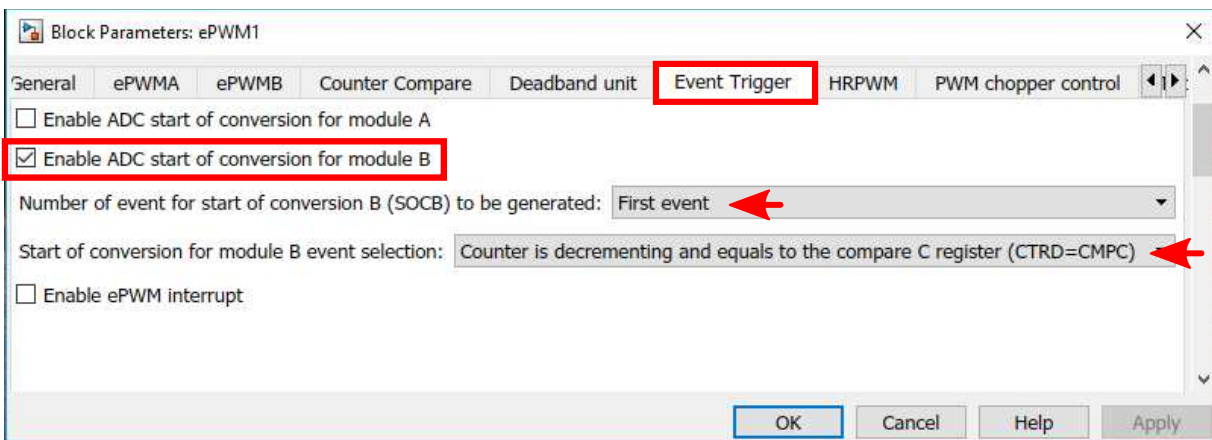 Block Parameters: ePWM1
General ePWMA ePWMB Counter Compare Deadband unit Event Trigger HRPWM PWM chopper control
Enable ADC start of conversion for module A
Enable ADC start of conversion for module B
Number of event for start of conversion B (SOCB) to be generated: First event
Start of conversion for module B event selection: Counter is decrementing and equals to the compare C register (CTRD=CMPC)
Enable ePWM interrupt
OK Cancel Help Apply